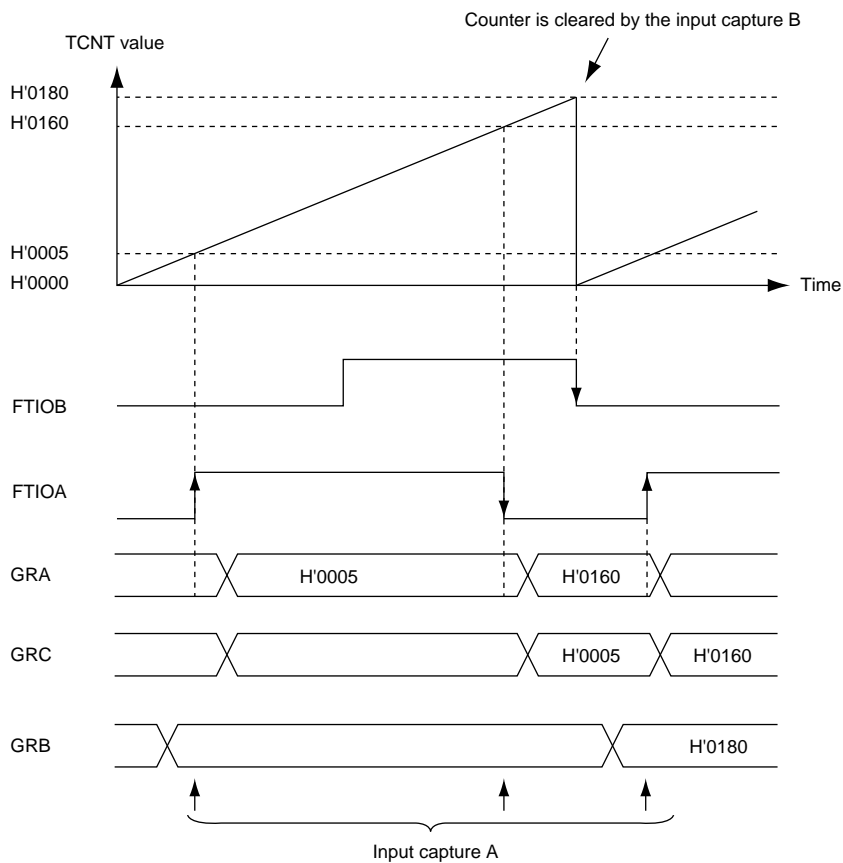 Counter is cleared by the input capture B
TCNT value
H'0180
H'0160
H'0005
H'0000
Time
FTIOB
FTIOA
GRA
H'0005
H'0160
GRC
H'0005
H'0160
GRB
H'0180
Input capture A